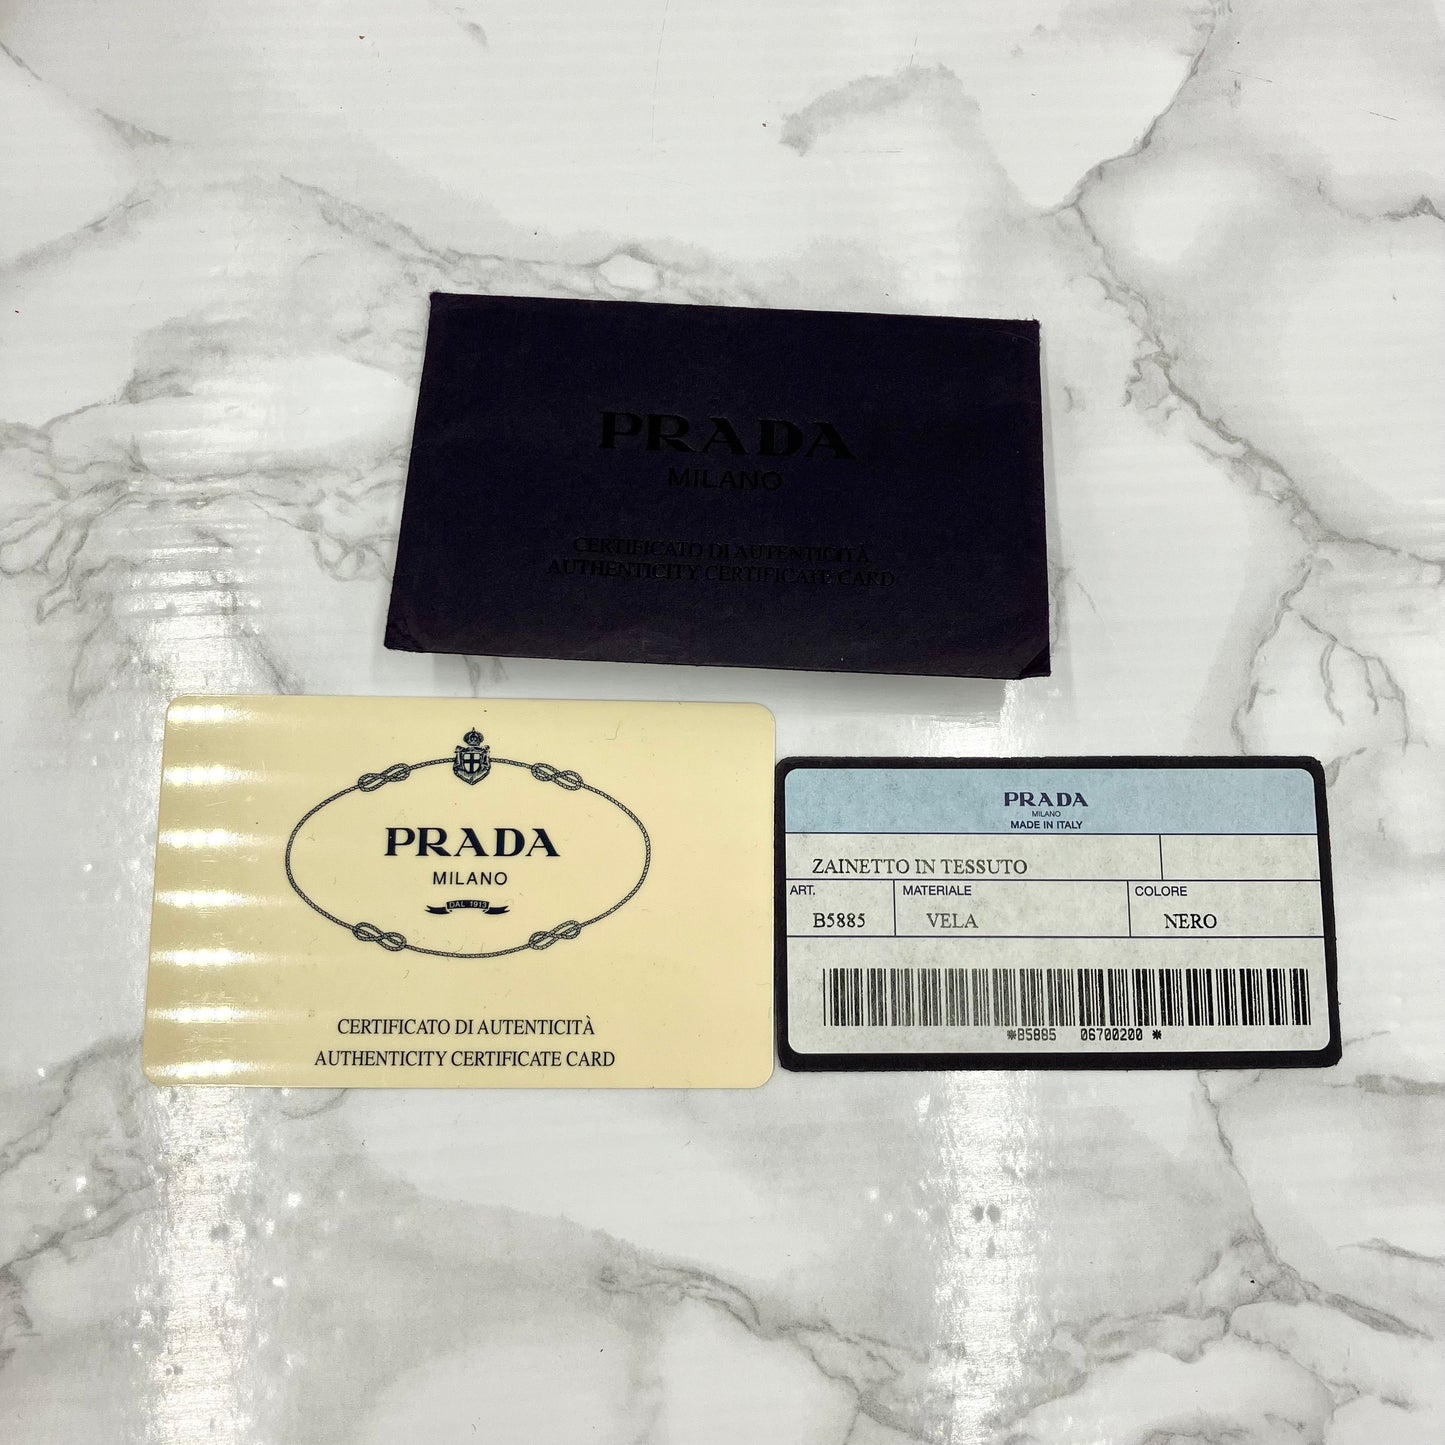 PRADA
MILANO
CERTIFICATO DI AUTENTICITÀ
AUTHENTICITY CERTIFICATE CARD
PRADA
MILANO
DAL 1913
CERTIFICATO DI AUTENTICITÀ
AUTHENTICITY CERTIFICATE CARD
PRADA
MILANO
MADE IN ITALY
ZAINETTO IN TESSUTO
ART. MATERIALE COLORE
B5885 VELA NERO
*B5885 06700200 *